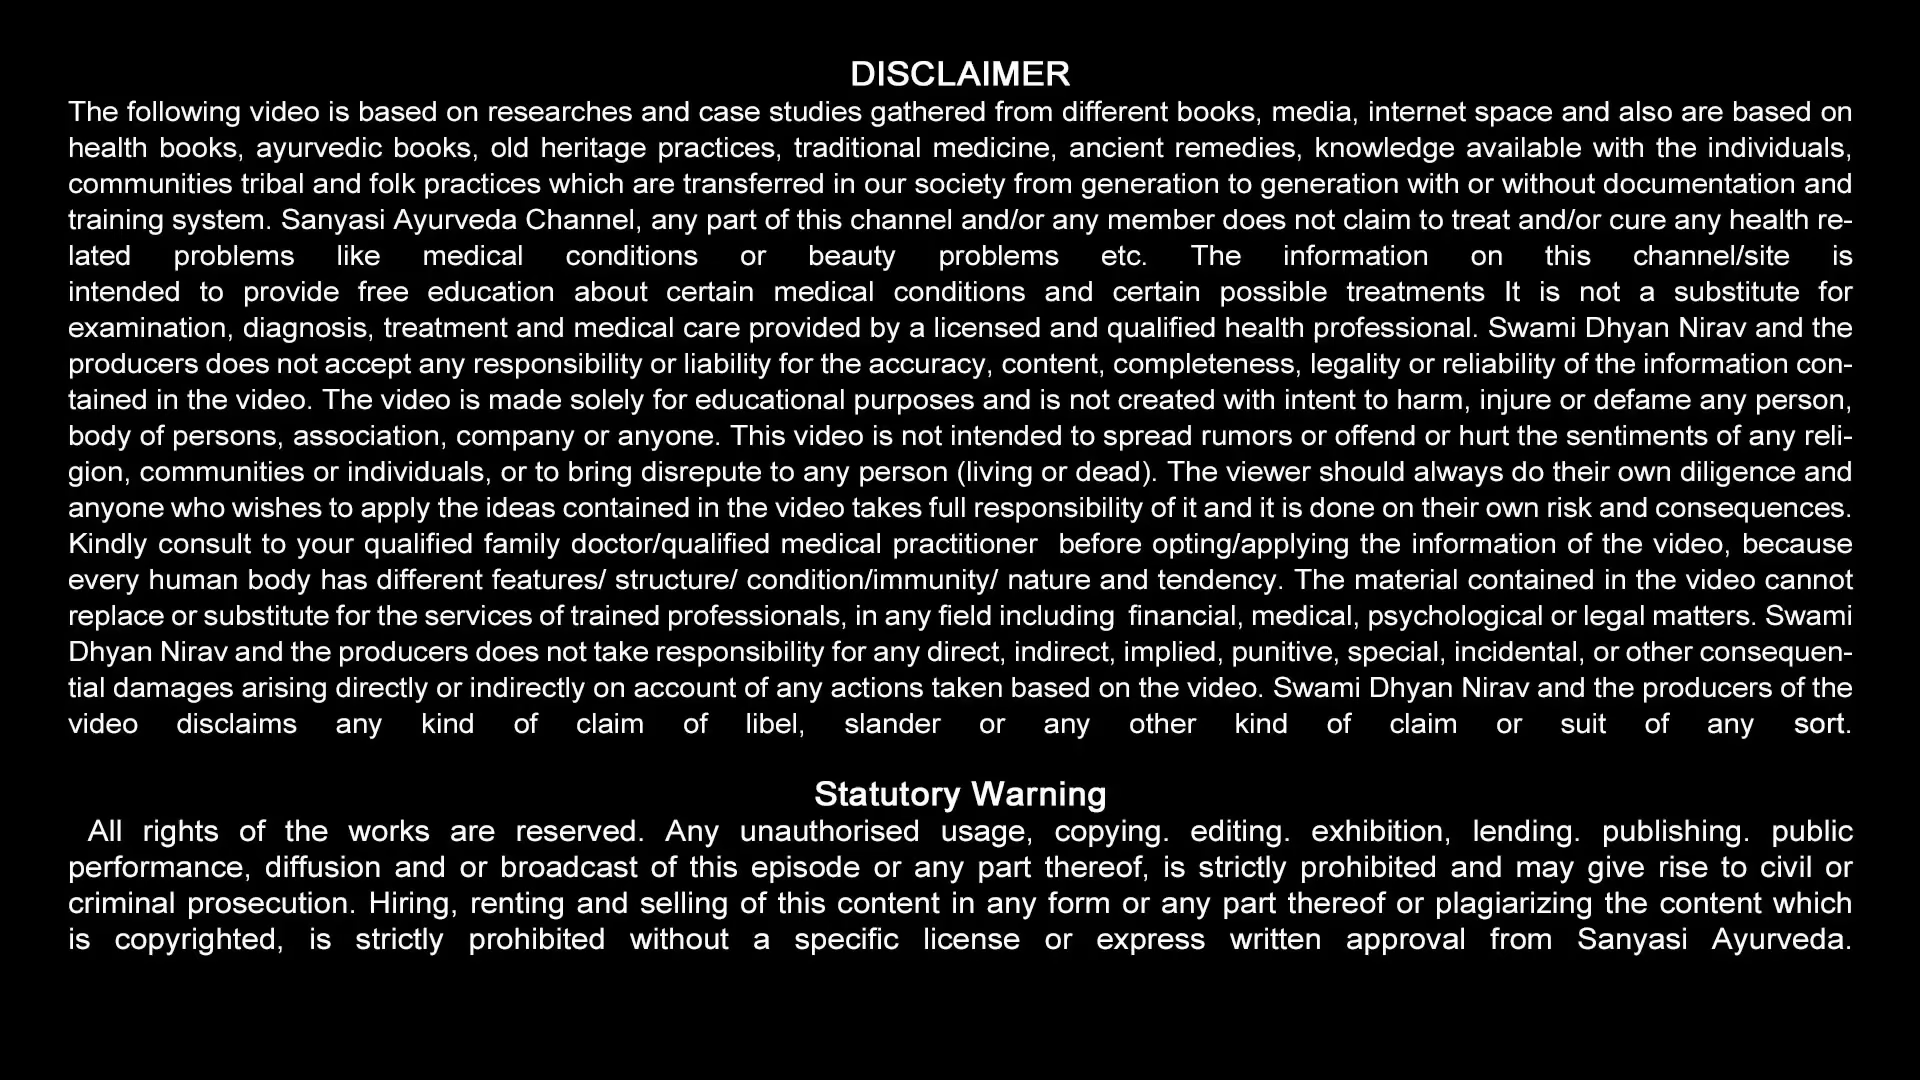 DISCLAIMER
The following video is based on researches and case studies gathered from different books, media, internet space and also are based on
health books, ayurvedic books, old heritage practices, traditional medicine, ancient remedies, knowledge available with the individuals,
communities tribal and folk practices which are transferred in our society from generation to generation with or without documentation and
training system. Sanyasi Ayurveda Channel, any part of this channel and/or any member does not claim to treat and/or cure any health re-
lated problems like medical conditions or beauty problems etc. The information on this channel/site is
intended to provide free education about certain medical conditions and certain possible treatments It is not a substitute for
examination, diagnosis, treatment and medical care provided by a licensed and qualified health professional. Swami Dhyan Nirav and the
producers does not accept any responsibility or liability for the accuracy, content, completeness, legality or reliability of the information con-
tained in the video. The video is made solely for educational purposes and is not created with intent to harm, injure or defame any person,
body of persons, association, company or anyone. This video is not intended to spread rumors or offend or hurt the sentiments of any reli-
gion, communities or individuals, or to bring disrepute to any person (living or dead). The viewer should always do their own diligence and
anyone who wishes to apply the ideas contained in the video takes full responsibility of it and it is done on their own risk and consequences.
Kindly consult to your qualified family doctor/qualified medical practitioner before opting/applying the information of the video, because
every human body has different features/ structure/ condition/immunity/ nature and tendency. The material contained in the video cannot
replace or substitute for the services of trained professionals, in any field including financial, medical, psychological or legal matters. Swami
Dhyan Nirav and the producers does not take responsibility for any direct, indirect, implied, punitive, special, incidental, or other consequen-
tial damages arising directly or indirectly on account of any actions taken based on the video. Swami Dhyan Nirav and the producers of the
video disclaims any kind of claim of libel, slander or any other kind of claim or suit of any sort.
Statutory Warning
All rights of the works are reserved. Any unauthorised usage, copying. editing. exhibition, lending. publishing. public
performance, diffusion and or broadcast of this episode or any part thereof, is strictly prohibited and may give rise to civil or
criminal prosecution. Hiring, renting and selling of this content in any form or any part thereof or plagiarizing the content which
is copyrighted, is strictly prohibited without a specific license or express written approval from Sanyasi Ayurveda.